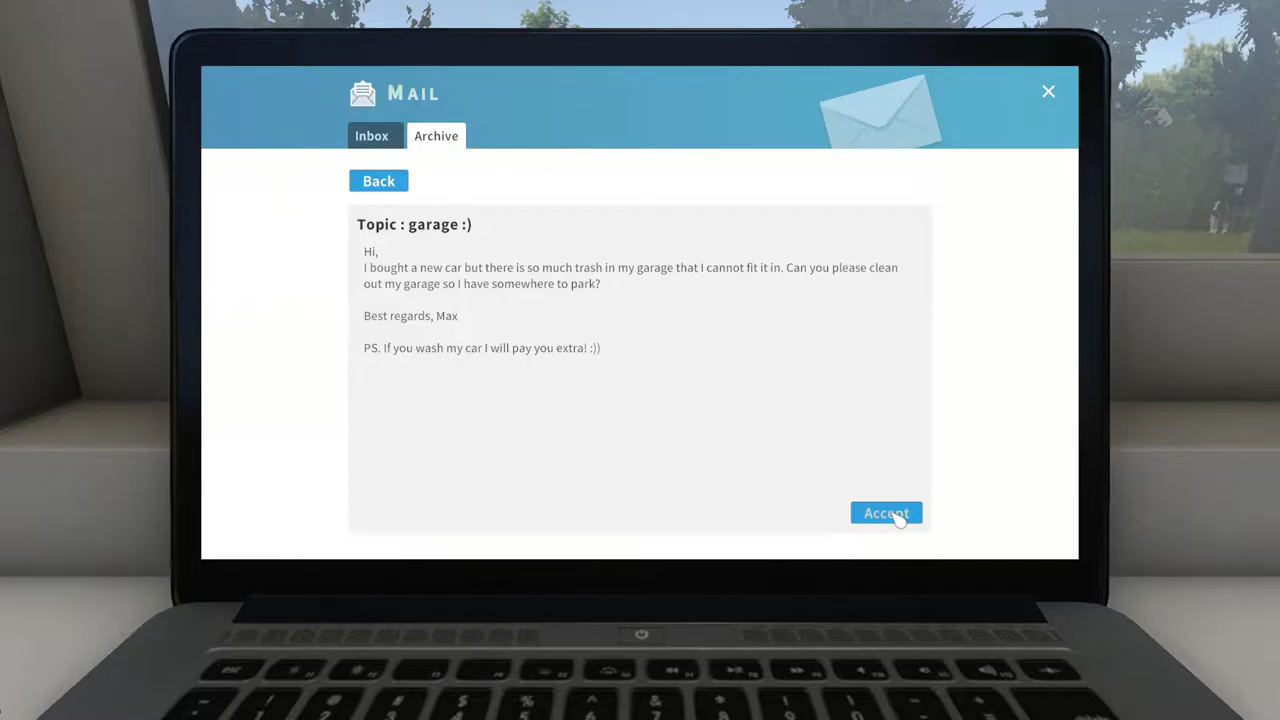 MAIL
Inbox
Archive
Back
Topic : garage :)
Hi,
I bought a new car but there is so much trash in my garage that I cannot fit it in. Can you please clean
out my garage so I have somewhere to park?
Best regards, Max
PS. If you wash my car I will pay you extra! :))
Accept
esc